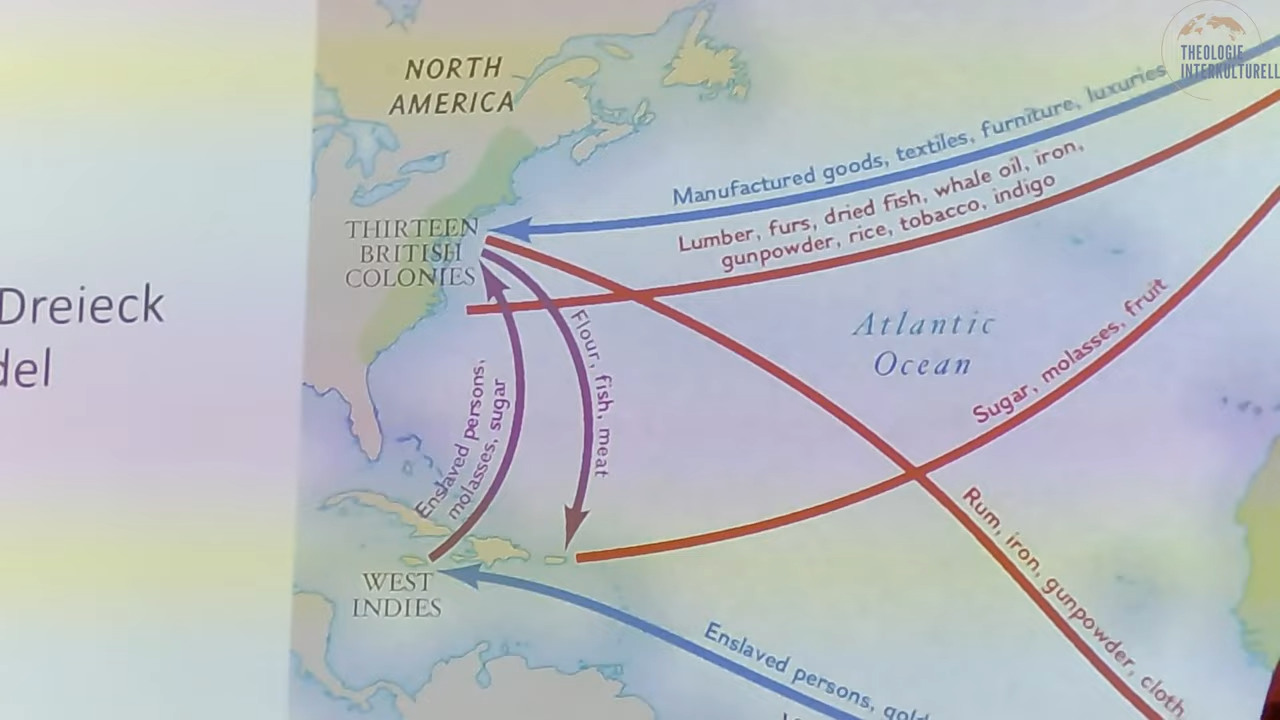 THEOLOGIE
INTERKULTURELL
NORTH
AMERICA
Manufactured goods, textiles, furniture, luxuries
Lumber, furs, dried fish, whale oil, iron,
gunpowder, rice, tobacco, indigo
THIRTEEN
BRITISH
COLONIES
Dreieck
del
Atlantic
Ocean
Flour, fish, meat
Enslaved persons,
molasses, sugar
Sugar, molasses, fruit
Rum, iron, gunpowder, cloth
WEST
INDIES
Enslaved persons, gold